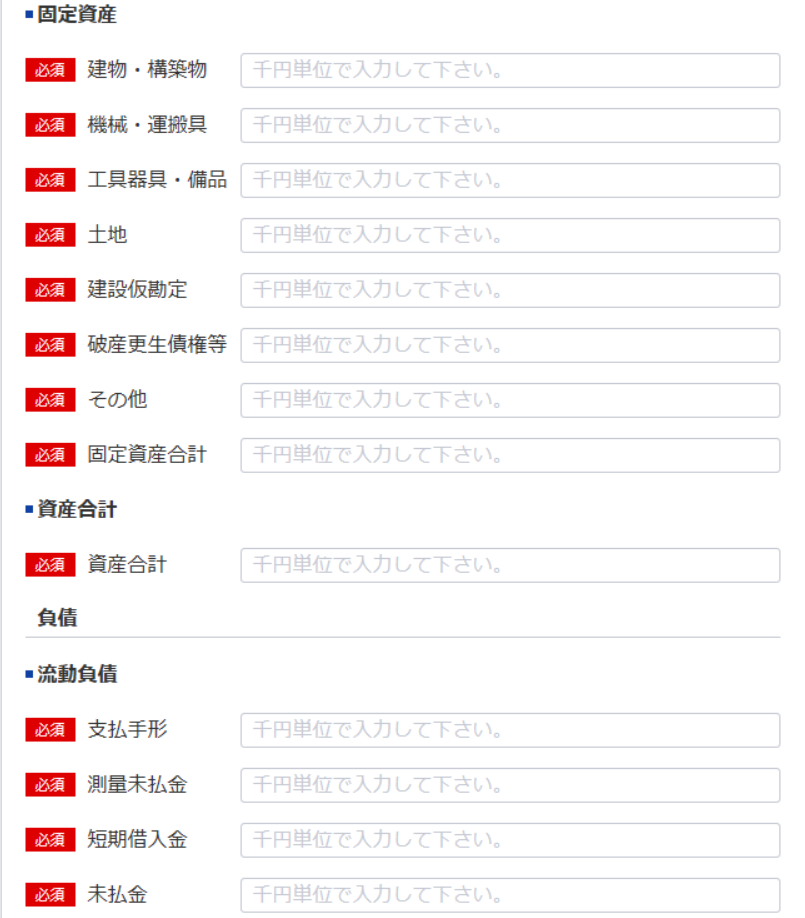 固定資産
必須 建物・構築物 千円単位で入力して下さい。
必須 機械・運搬具 千円単位で入力して下さい。
必須 工具器具・備品 千円単位で入力して下さい。
必須 土地 千円単位で入力して下さい。
必須 建設仮勘定 千円単位で入力して下さい。
必須 破産更生債権等 千円単位で入力して下さい。
必須 その他 千円単位で入力して下さい。
必須 固定資産合計 千円単位で入力して下さい。
資産合計
必須 資産合計 千円単位で入力して下さい。
負債
流動負債
必須 支払手形 千円単位で入力して下さい。
必須 測量未払金 千円単位で入力して下さい。
必須 短期借入金 千円単位で入力して下さい。
必須 未払金 千円単位で入力して下さい。